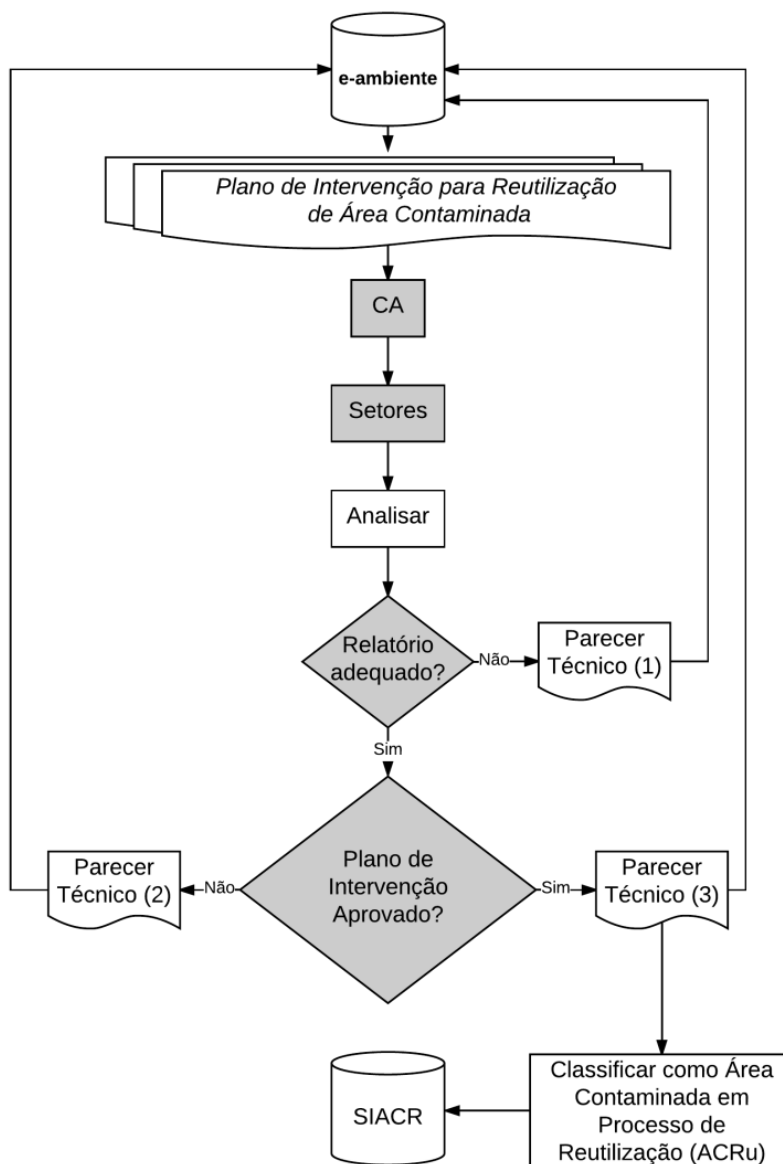 e-ambiente
Plano de Intervenção para Reutilização
de Área Contaminada
CA
Setores
Analisar
Relatório
adequado?
Não
Parecer
Técnico (1)
Sim
Parecer
Técnico (2)
Não
Plano de
Intervenção
Aprovado?
Sim
Parecer
Técnico (3)
SIACR
Classificar como Área
Contaminada em
Processo de
Reutilização (ACRu)